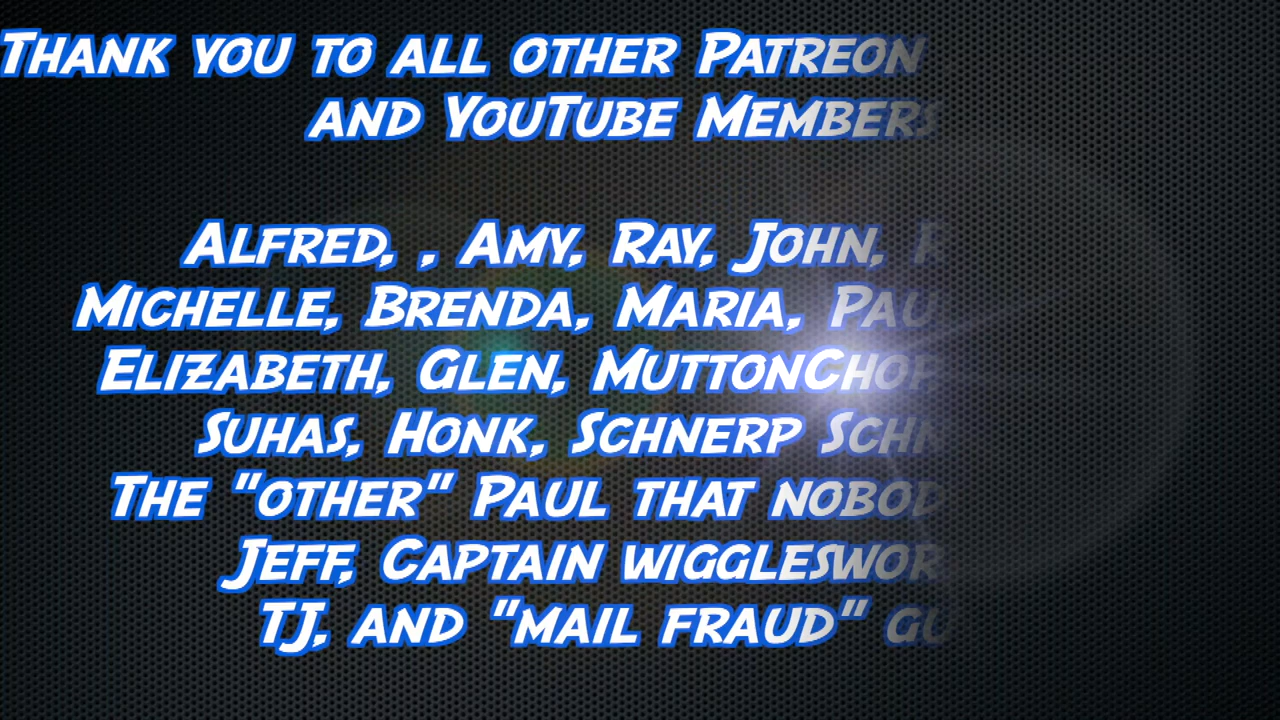 Thank you to all other Patreon
and YouTube Members
Alfred, , Amy, Ray, John,
Michelle, Brenda, Maria,
Elizabeth, Glen,
Suhas, Honk, Schnerp
The "other" Paul that
Jeff, Captain
TJ, and "mail fraud"